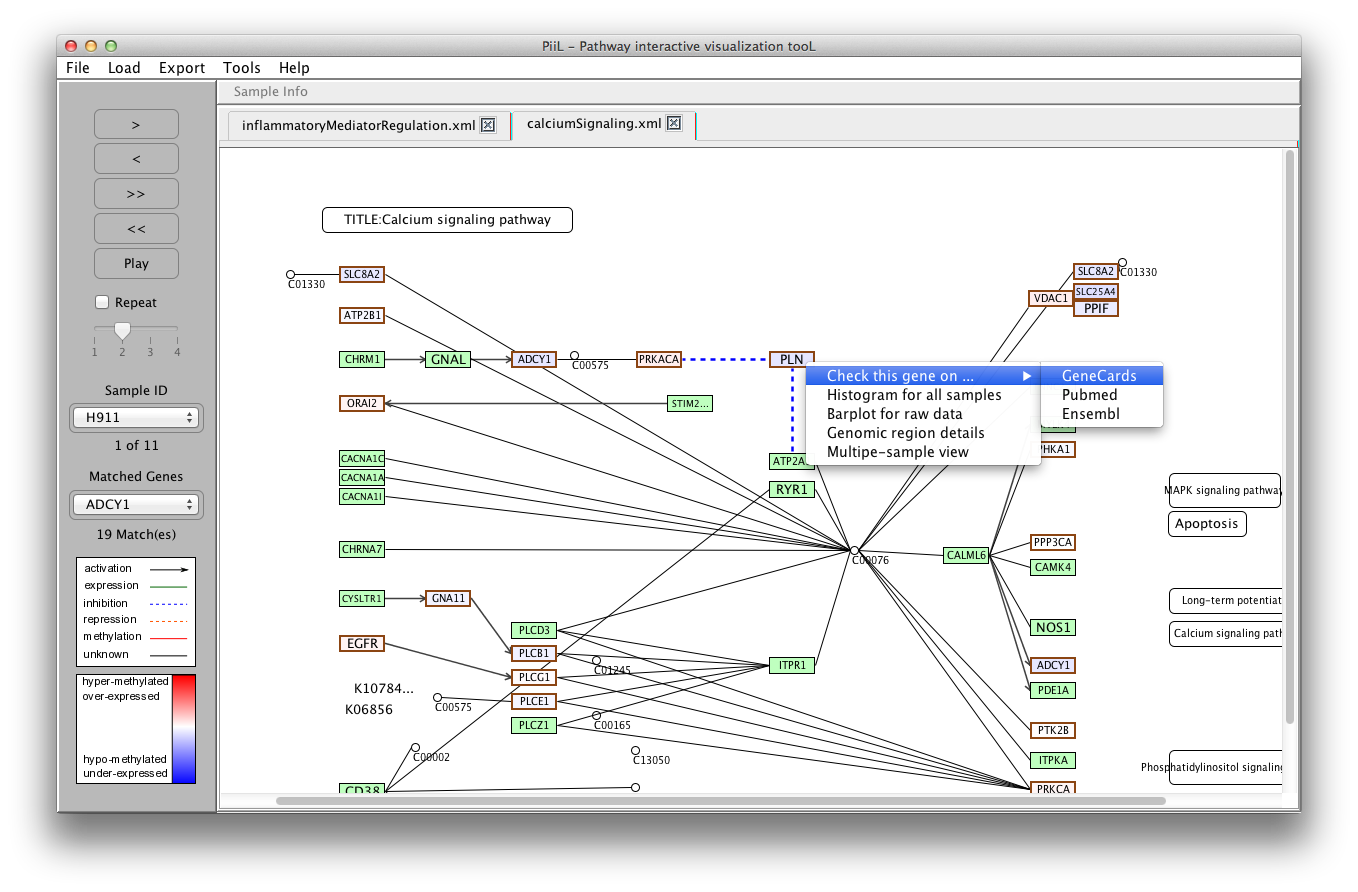 PiiL - Pathway interactive visualization tooL
File Load Export Tools Help
Sample Info
inflammatoryMediatorRegulation.xml
calciumSignaling.xml
>
<
>>
<<
Play
Repeat
1 2 3 4
Sample ID
H911
1 of 11
Matched Genes
ADCY1
19 Match(es)
activation
expression
inhibition
repression
methylation
unknown
hyper-methylated
over-expressed
hypo-methylated
under-expressed
TITLE:Calcium signaling pathway
C01330
SLC8A2
SLC8A2
C01330
SLC25A4
VDAC1
PPIF
ATP2B1
CHRM1
GNAL
ADCY1
C00575
PRKACA
PLN
Check this gene on ...
GeneCards
Histogram for all samples
Pubmed
Barplot for raw data
Ensembl
Genomic region details
Multipe-sample view
ORAI2
STIM2...
PHKA1
CACNA1C
CACNA1A
CACNA1I
ATP2A
RYR1
MAPK signaling pathway
Apoptosis
CHRNA7
C00076
CALML6
PPP3CA
CAMK4
CYSLTR1
GNA11
Long-term potentiat
PLCD3
NOS1
Calcium signaling path
EGFR
PLCB1
C01245
ITPR1
ADCY1
PLCG1
K10784...
K06856
C00575
PLCE1
PDE1A
PLCZ1
C00165
PTK2B
C00002
C13050
ITPKA
Phosphatidylinositol signaling
CD38
PRKCA